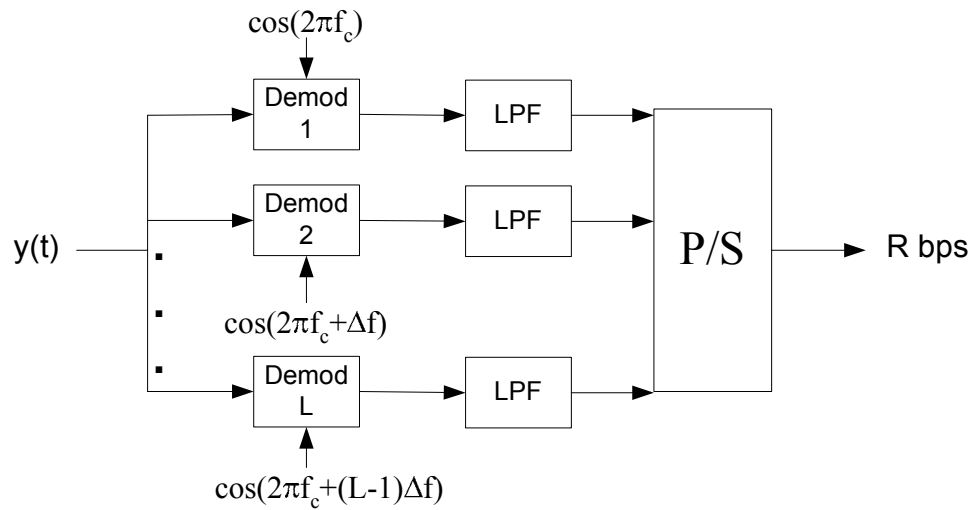 cos(2πf_c)
Demod
1
LPF
Demod
2
LPF
y(t)
P/S
R bps
cos(2πf_c+Δf)
Demod
L
LPF
cos(2πf_c+(L-1)Δf)